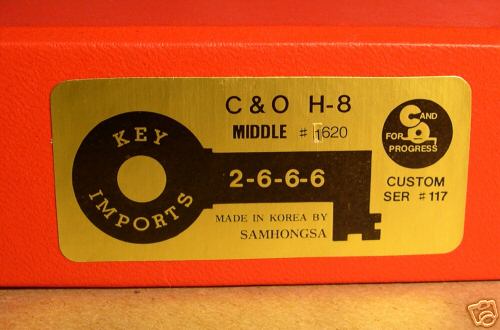 C & O H-8
MIDDLE # 1620
KEY
IMPORTS
2-6-6-6
MADE IN KOREA BY
SAMHONGSA
C AND O
FOR PROGRESS
CUSTOM
SER # 117